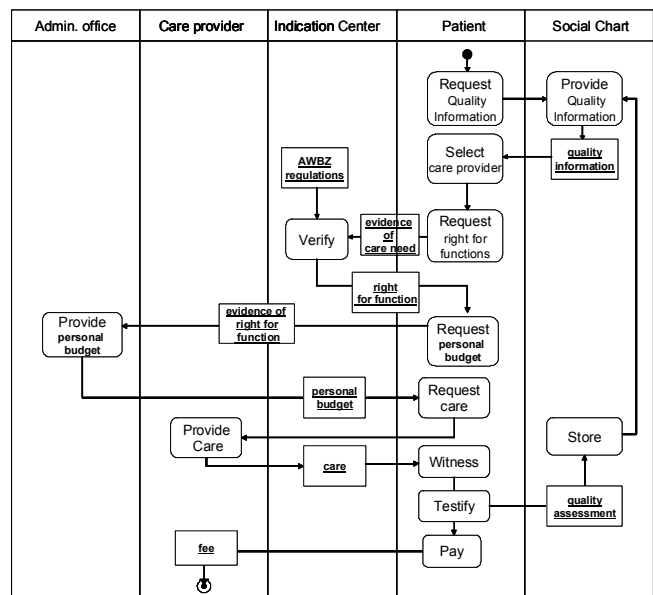 Admin. office
Care provider
Indication Center
Patient
Social Chart
Request
Quality
Information
Provide
Quality
Information
quality
information
Select
care provider
AWBZ
regulations
Request
right for
functions
evidence
of
care need
Verify
right
for function
evidence of
right for
function
Provide
personal
budget
Request
personal
budget
personal
budget
Request
care
Provide
Care
Store
care
Witness
Testify
quality
assessment
fee
Pay